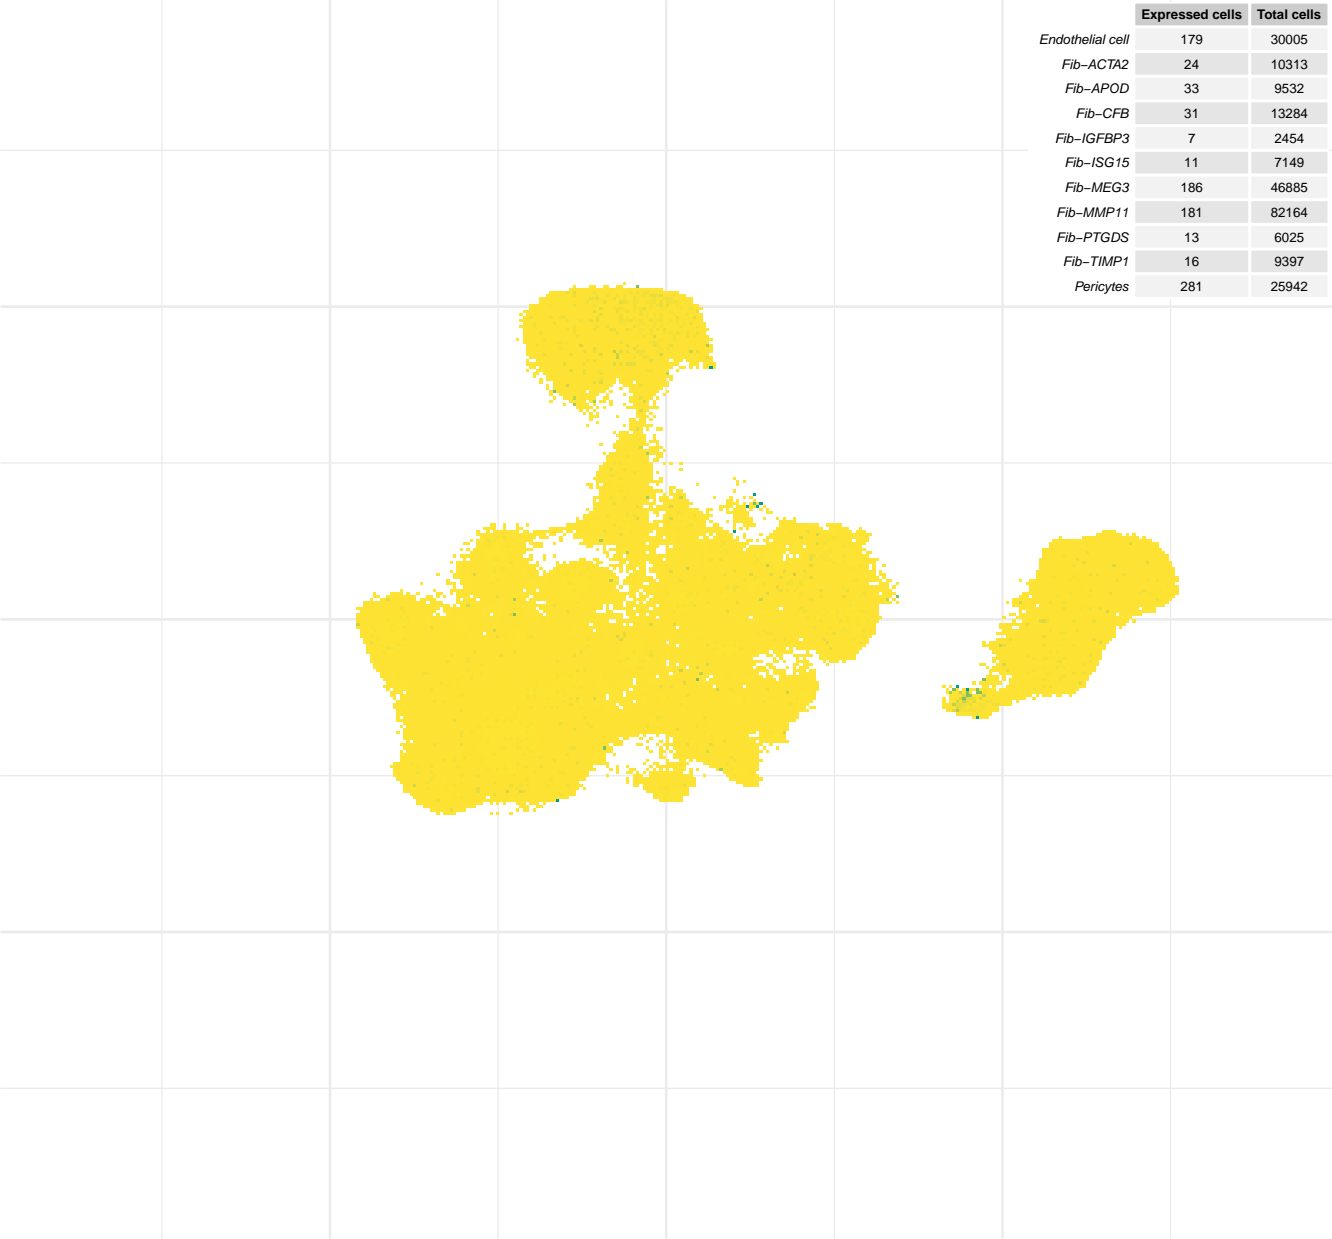 Expressed cells Total cells
Endothelial cell 179 30005
Fib−ACTA2 24 10313
Fib−APOD 33 9532
Fib−CFB 31 13284
Fib−IGFBP3 7 2454
Fib−ISG15 11 7149
Fib−MEG3 186 46885
Fib−MMP11 181 82164
Fib−PTGDS 13 6025
Fib−TIMP1 16 9397
Pericytes 281 25942